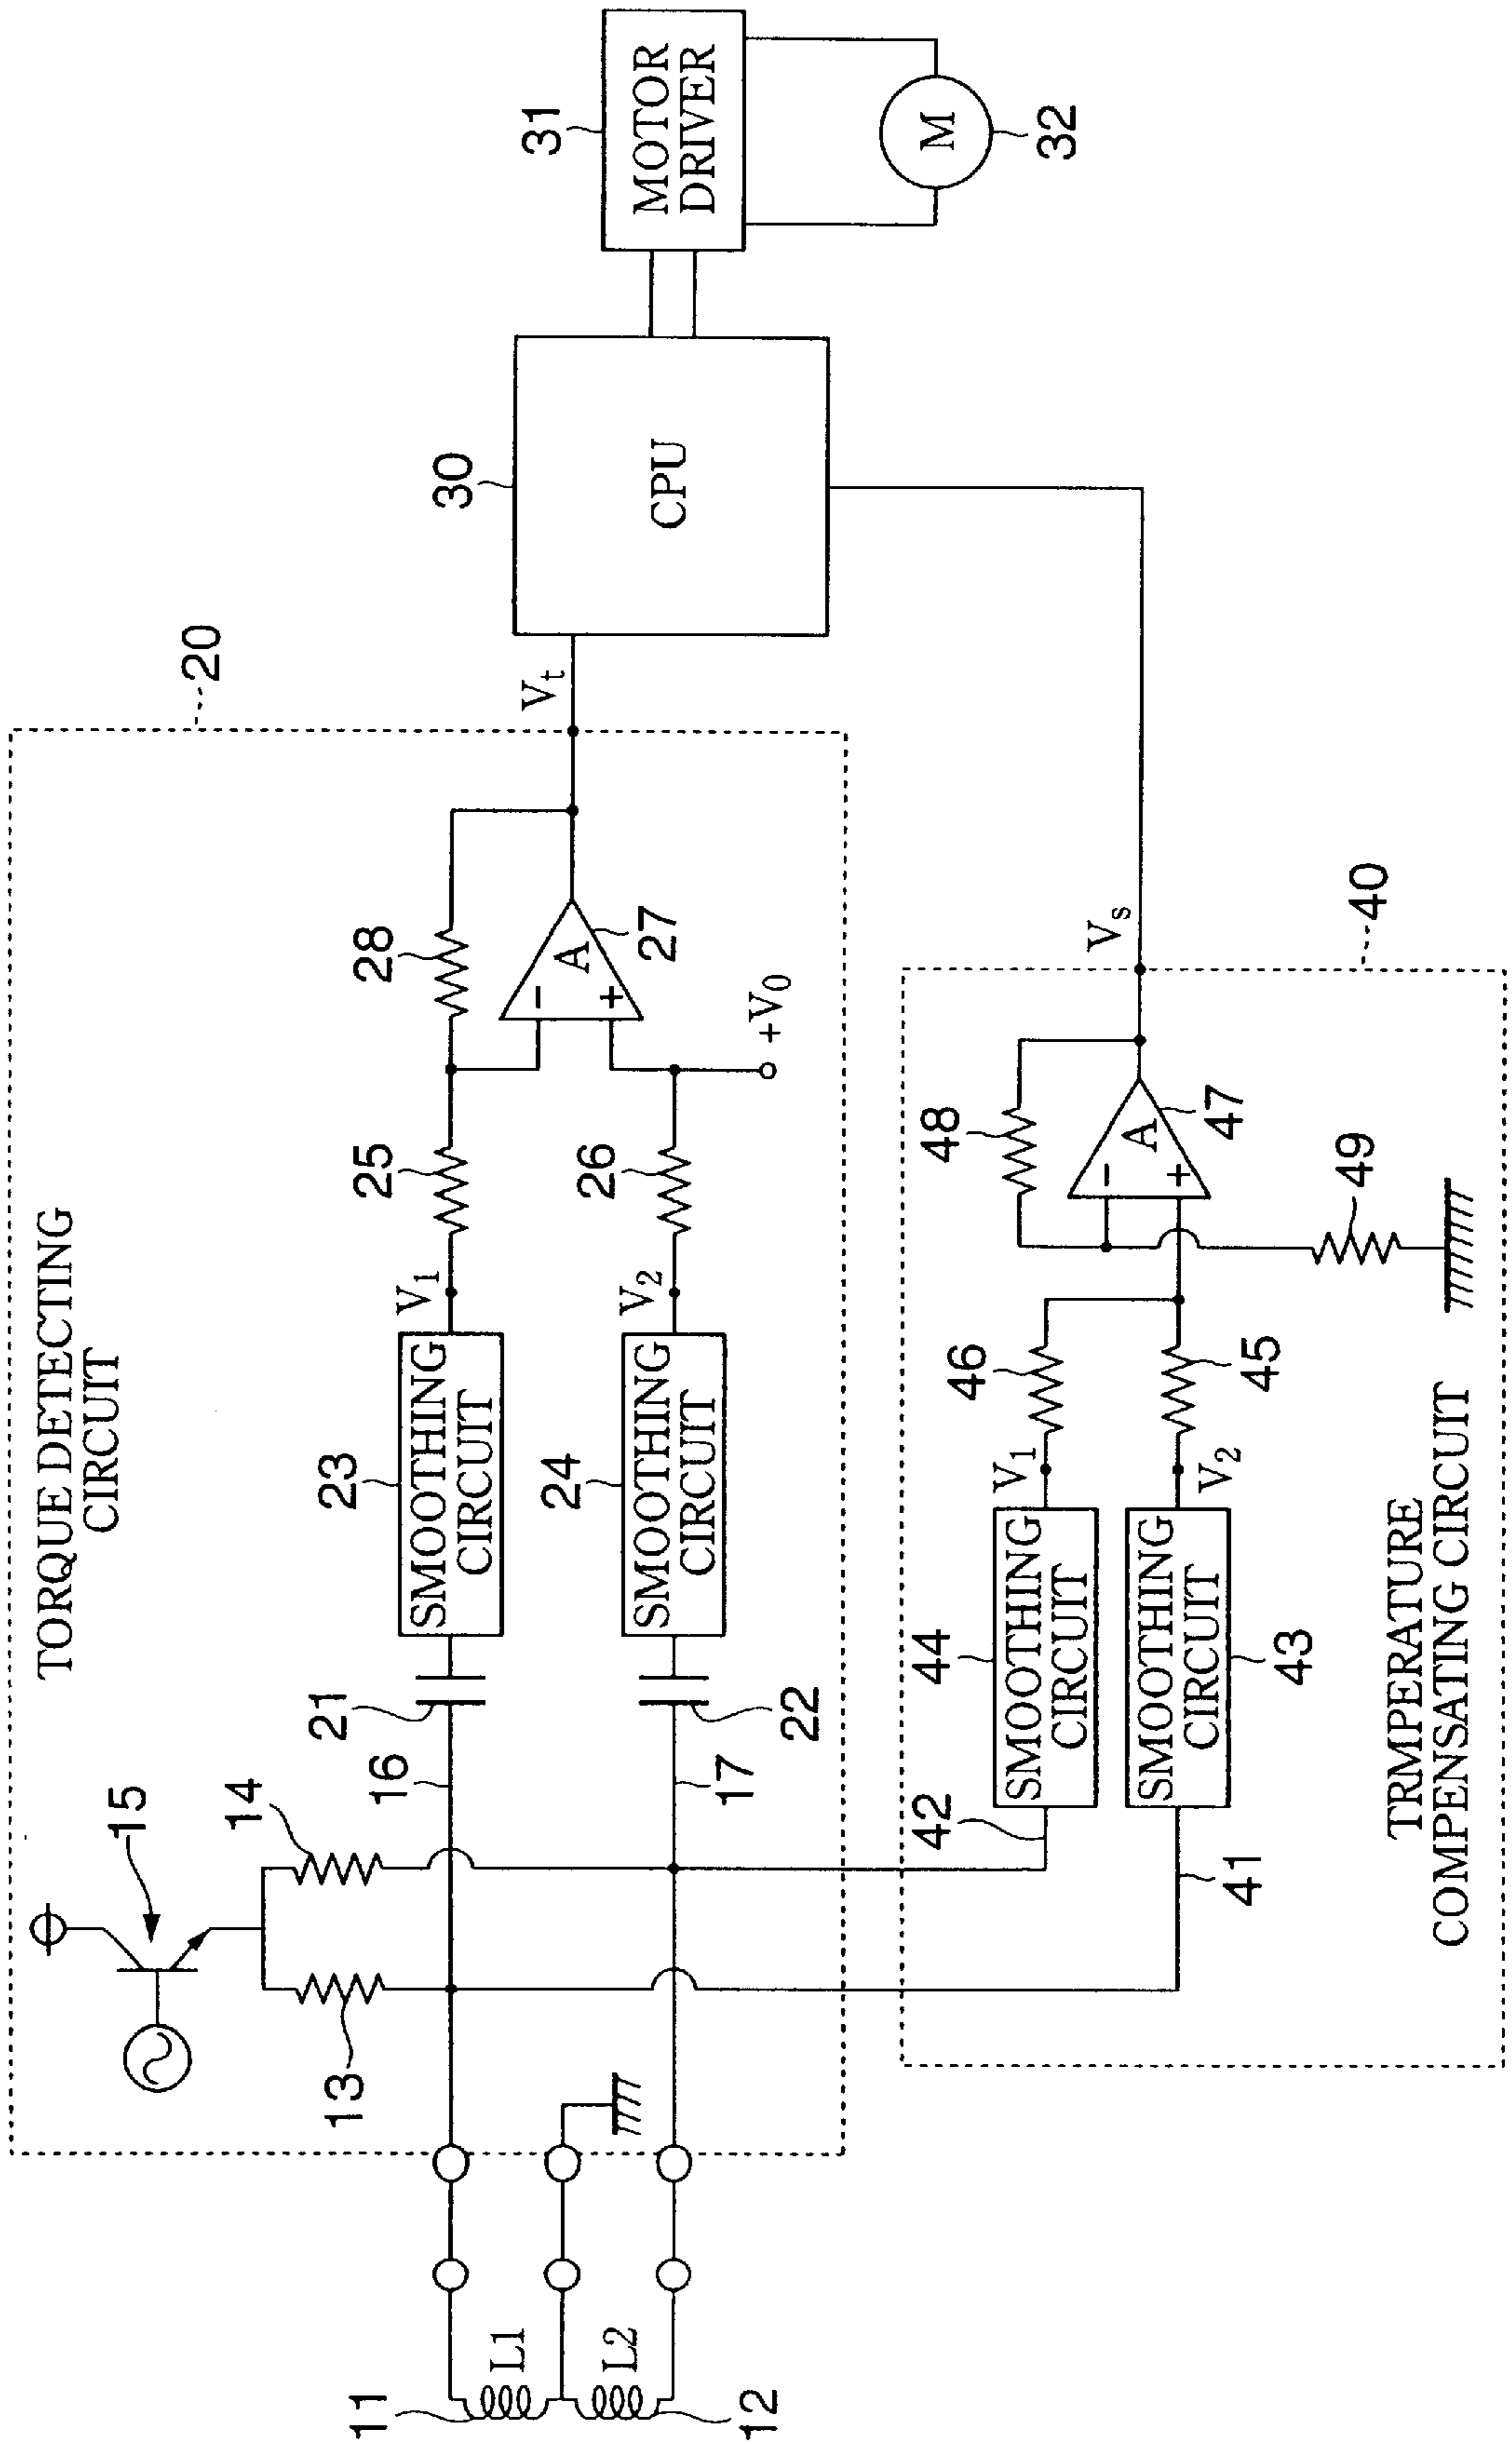 TORQUE DETECTING
CIRCUIT
20
15
14
13
16
17
21
22
23
SMOOTHING
CIRCUIT
24
SMOOTHING
CIRCUIT
V1
V2
25
26
28
A
-
+
27
+V0
Vt
11
L1
L2
12
30
CPU
31
MOTOR
DRIVER
M
32
TRMPERATURE
COMPENSATING CIRCUIT
40
41
42
44
SMOOTHING
CIRCUIT
43
SMOOTHING
CIRCUIT
V1
V2
46
45
48
A
-
+
47
49
Vs